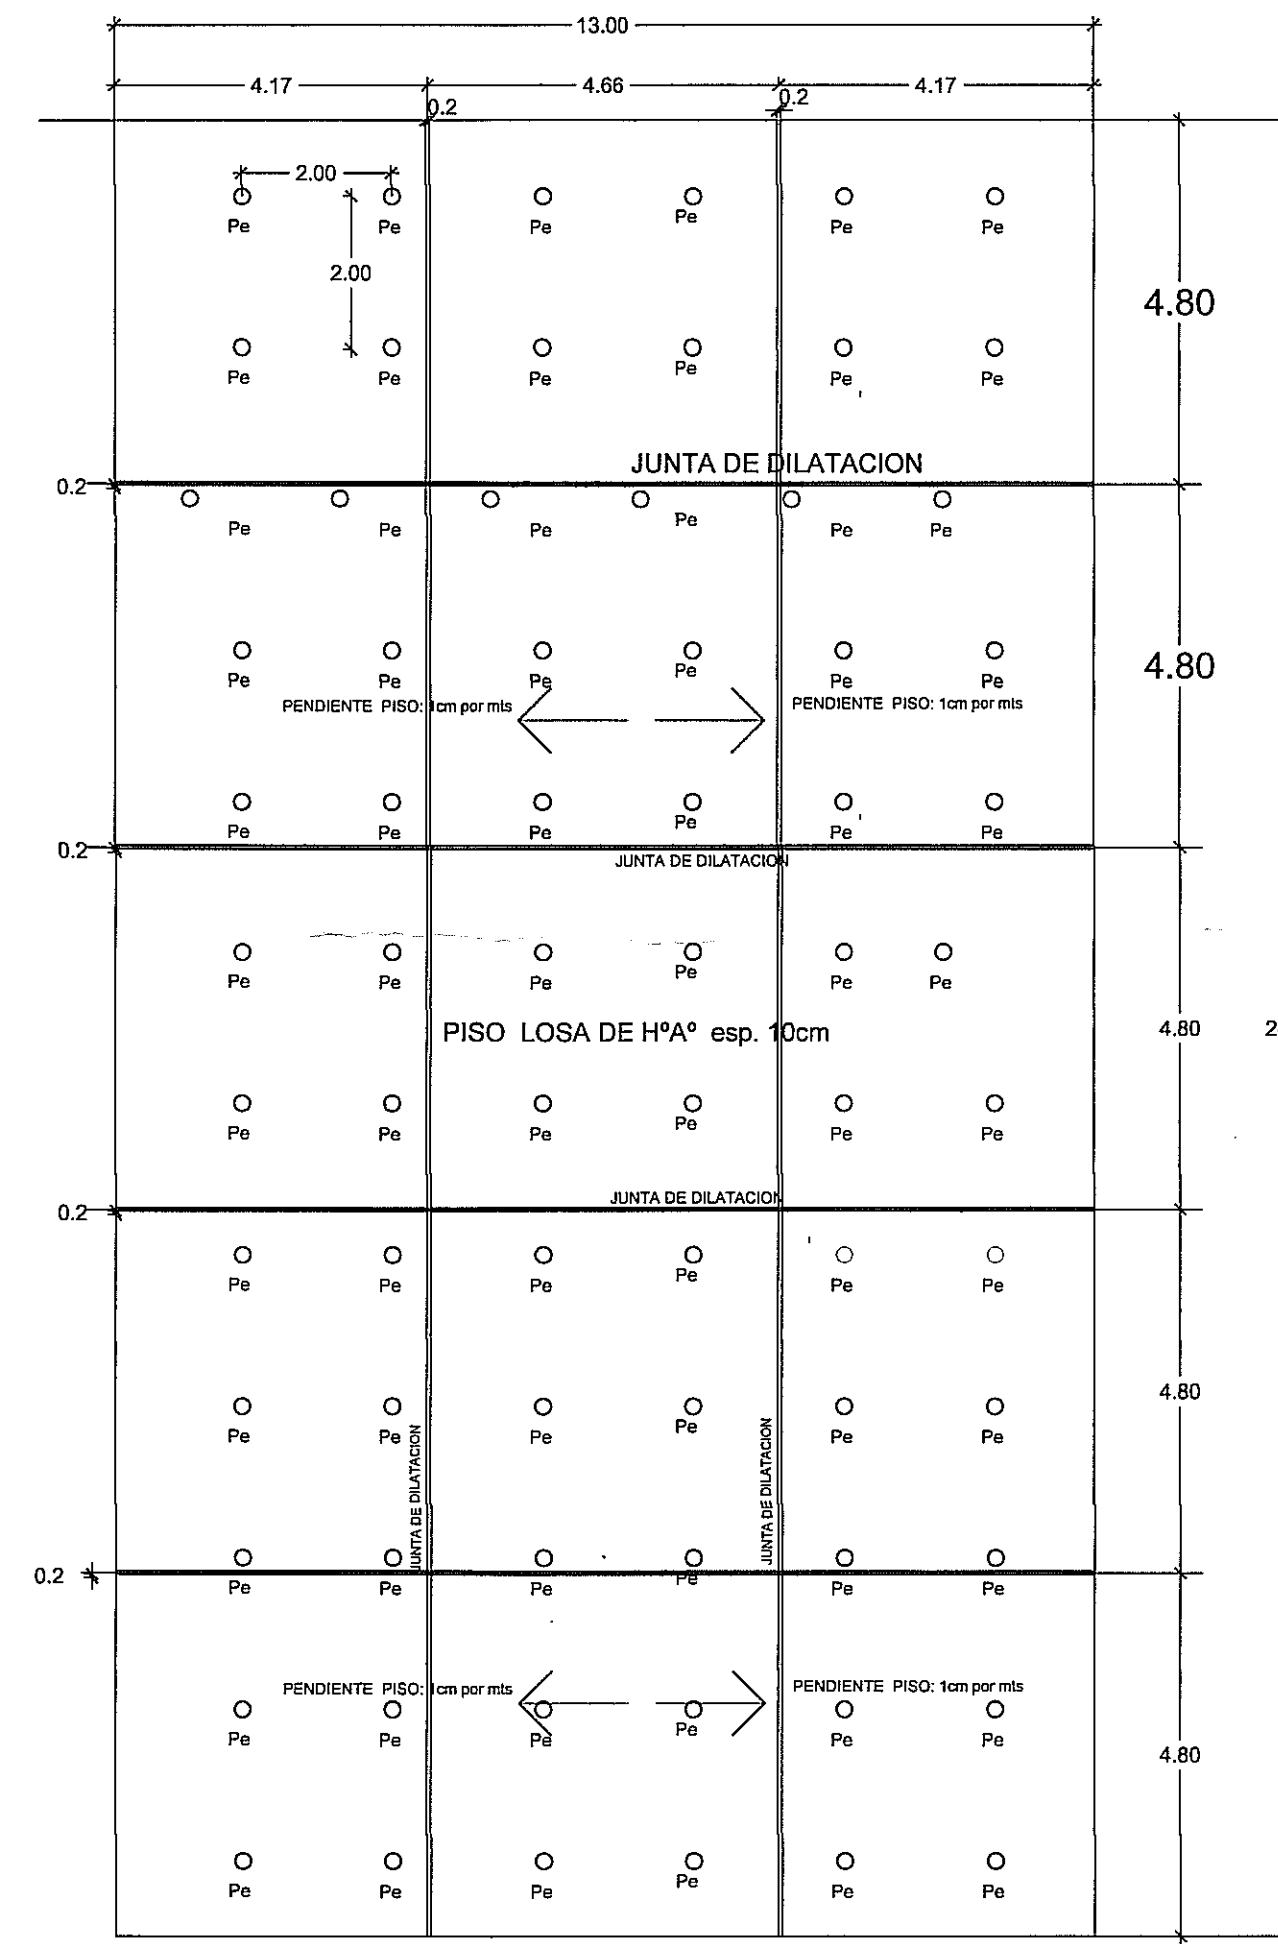 13.00
4.17 4.66 4.17
0.2 0.2
2.00
Pe Pe Pe Pe Pe Pe
2.00
4.80
Pe Pe Pe Pe Pe Pe
JUNTA DE DILATACION
0.2
Pe Pe Pe Pe Pe Pe
4.80
Pe Pe Pe Pe Pe Pe
PENDIENTE PISO: 1cm por mts PENDIENTE PISO: 1cm por mts
Pe Pe Pe Pe Pe Pe
0.2
JUNTA DE DILATACION
Pe Pe Pe Pe Pe Pe
PISO LOSA DE HºAº esp. 10cm
4.80 2
Pe Pe Pe Pe Pe Pe
JUNTA DE DILATACION
0.2
Pe Pe Pe Pe Pe Pe
4.80
Pe Pe Pe Pe Pe Pe
JUNTA DE DILATACION
JUNTA DE DILATACION
0.2
Pe Pe Pe Pe Pe Pe
PENDIENTE PISO: 1cm por mts PENDIENTE PISO: 1cm por mts
Pe Pe Pe Pe Pe Pe
4.80
Pe Pe Pe Pe Pe Pe